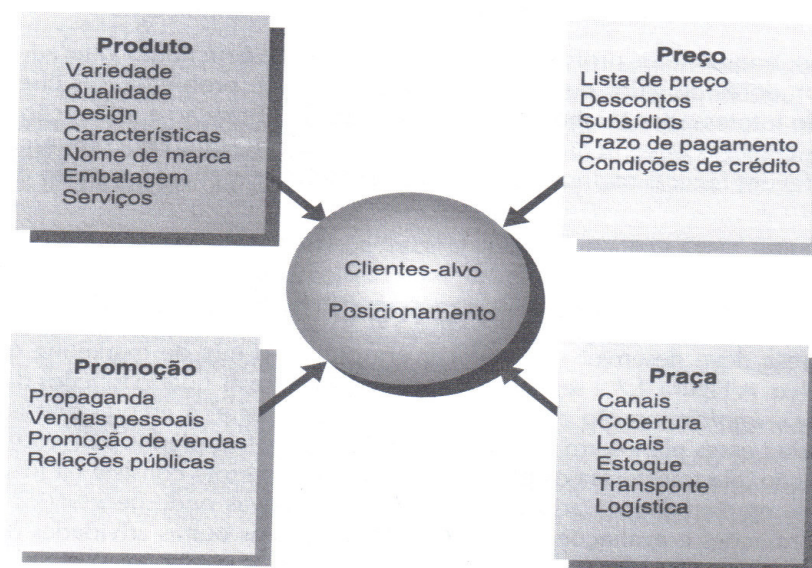 Produto
Variedade
Qualidade
Design
Características
Nome de marca
Embalagem
Serviços
Preço
Lista de preço
Descontos
Subsídios
Prazo de pagamento
Condições de crédito
Clientes-alvo
Posicionamento
Promoção
Propaganda
Vendas pessoais
Promoção de vendas
Relações públicas
Praça
Canais
Cobertura
Locais
Estoque
Transporte
Logística